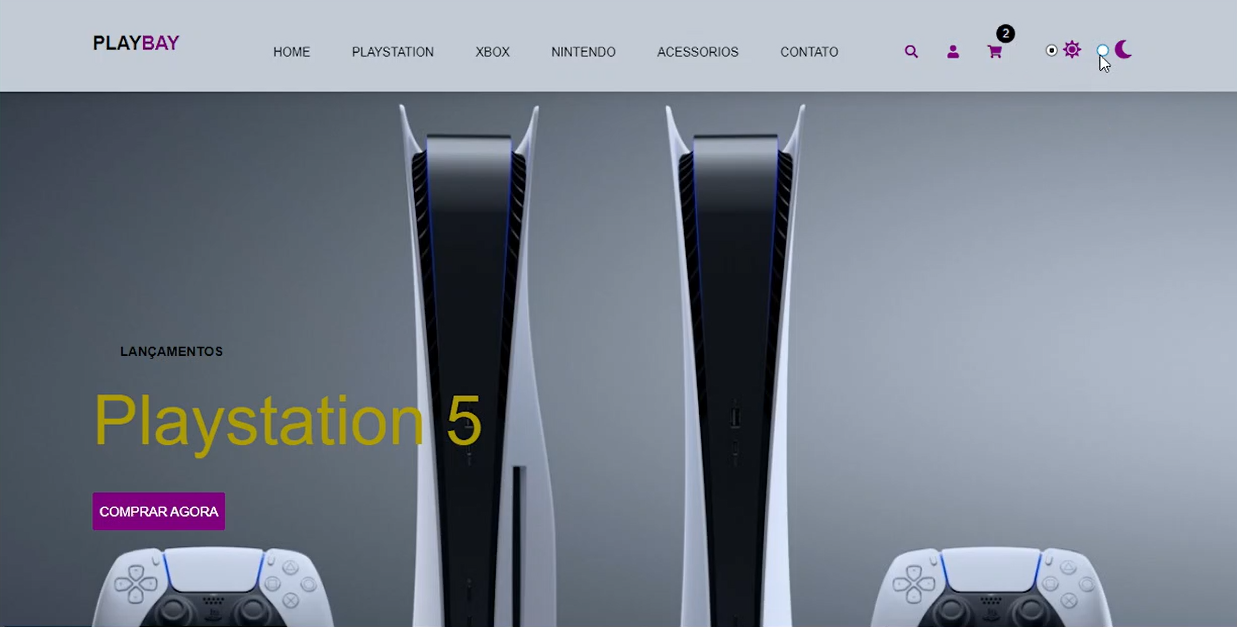 PLAYBAY
HOME PLAYSTATION XBOX NINTENDO ACESSORIOS CONTATO
2
LANÇAMENTOS
Playstation 5
COMPRAR AGORA